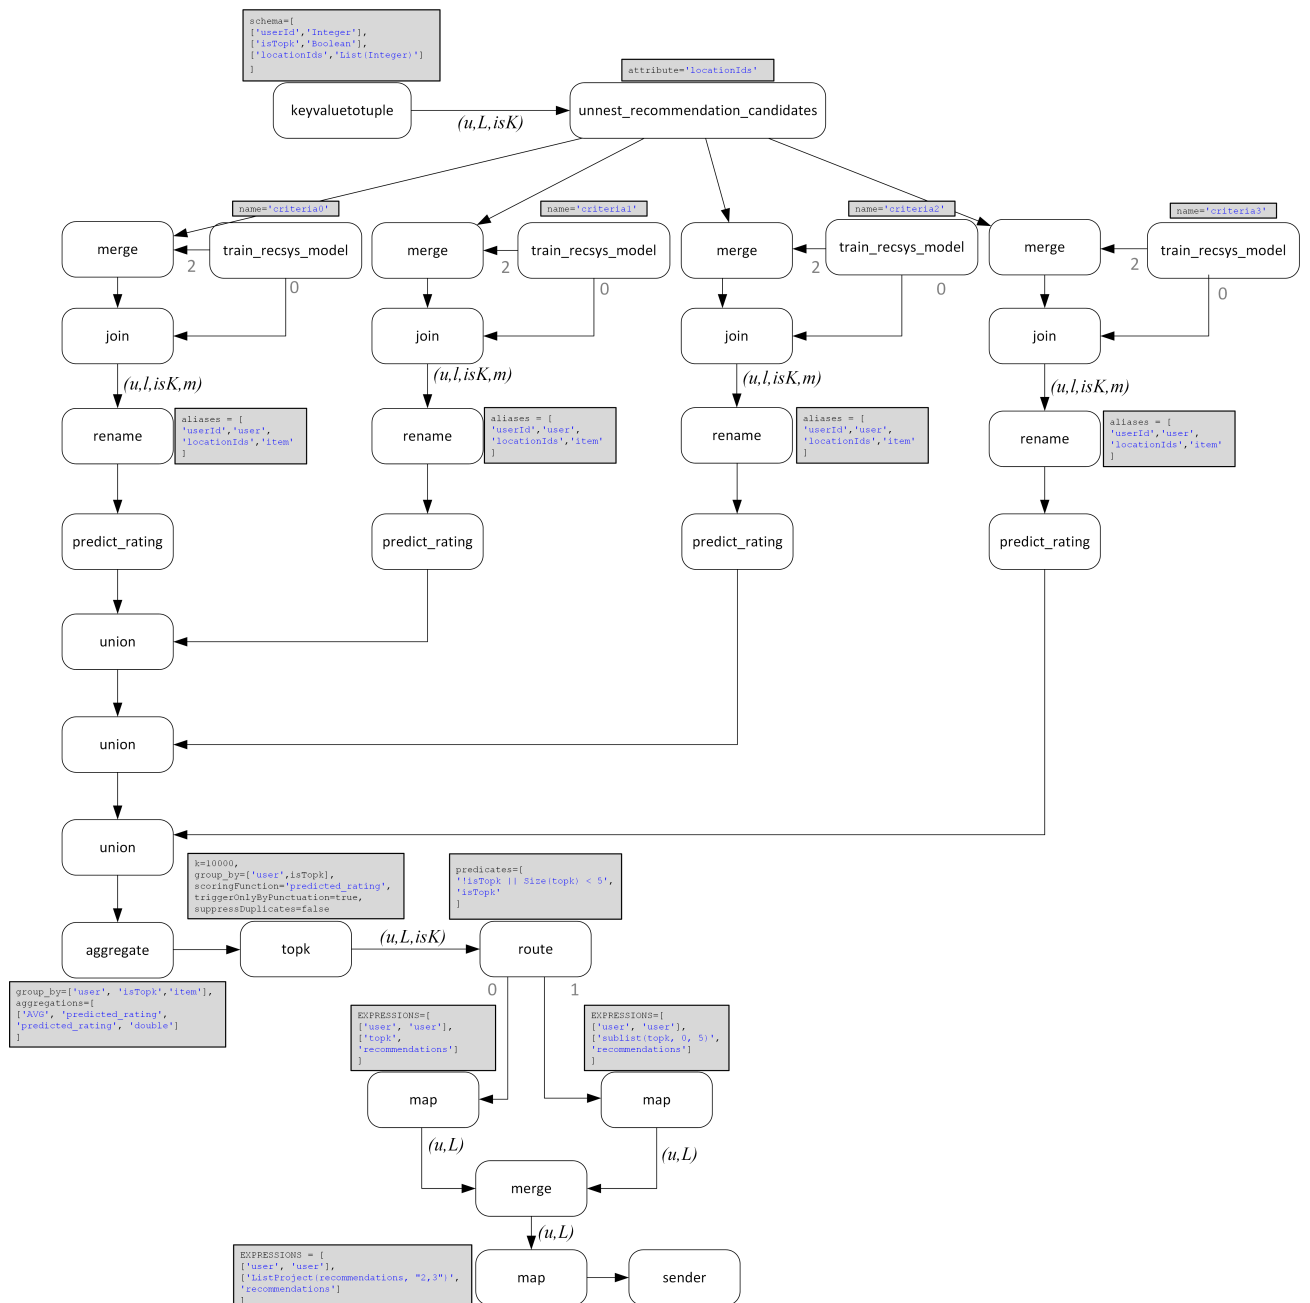 schema=[
['userId','Integer'],
['isTopk','Boolean'],
['locationIds','List(Integer)']
]
attribute='locationIds'
keyvaluetotuple
(u,L,isK)
unnest_recommendation_candidates
name='criteria0'
name='criteria1'
name='criteria2'
name='criteria3'
merge
2
train_recsys_model
0
merge
2
train_recsys_model
0
merge
2
train_recsys_model
0
merge
2
train_recsys_model
0
join
join
join
join
(u,l,isK,m)
(u,l,isK,m)
(u,l,isK,m)
(u,l,isK,m)
rename
aliases = [
'userId','user',
'locationIds','item'
]
rename
aliases = [
'userId','user',
'locationIds','item'
]
rename
aliases = [
'userId','user',
'locationIds','item'
]
rename
aliases = [
'userId','user',
'locationIds','item'
]
predict_rating
predict_rating
predict_rating
predict_rating
union
union
union
k=10000,
group_by=['user',isTopk],
scoringFunction='predicted_rating',
triggerOnlyByPunctuation=true,
suppressDuplicates=false
predicates=[
'!isTopk || Size(topk) < 5',
'isTopk'
]
aggregate
topk
(u,L,isK)
route
0
1
group_by=['user', 'isTopk','item'],
aggregations=[
['AVG', 'predicted_rating',
'predicted_rating', 'double']
]
EXPRESSIONS=[
['user', 'user'],
['topk',
'recommendations']
]
EXPRESSIONS=[
['user', 'user'],
['sublist(topk, 0, 5)',
'recommendations']
]
map
map
(u,L)
(u,L)
merge
(u,L)
EXPRESSIONS = [
['user', 'user'],
['ListProject(recommendations, "2,3")',
'recommendations']
]
map
sender